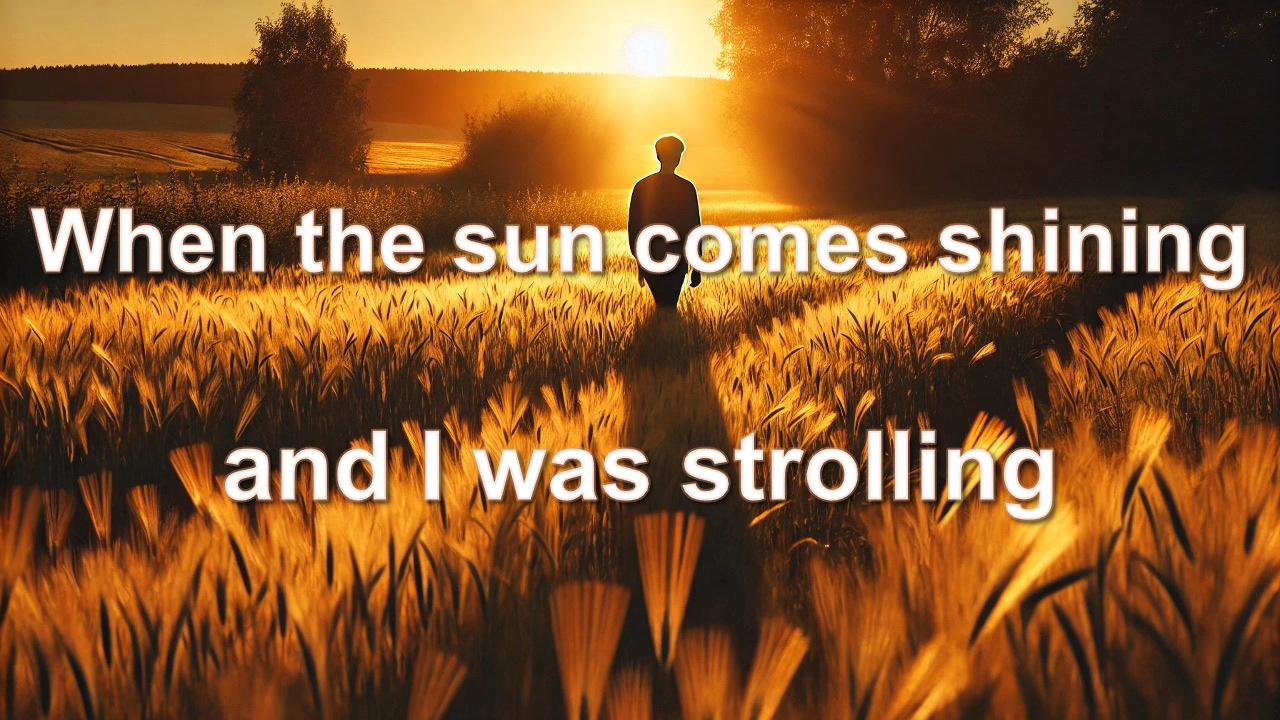 When the sun comes shining
and I was strolling